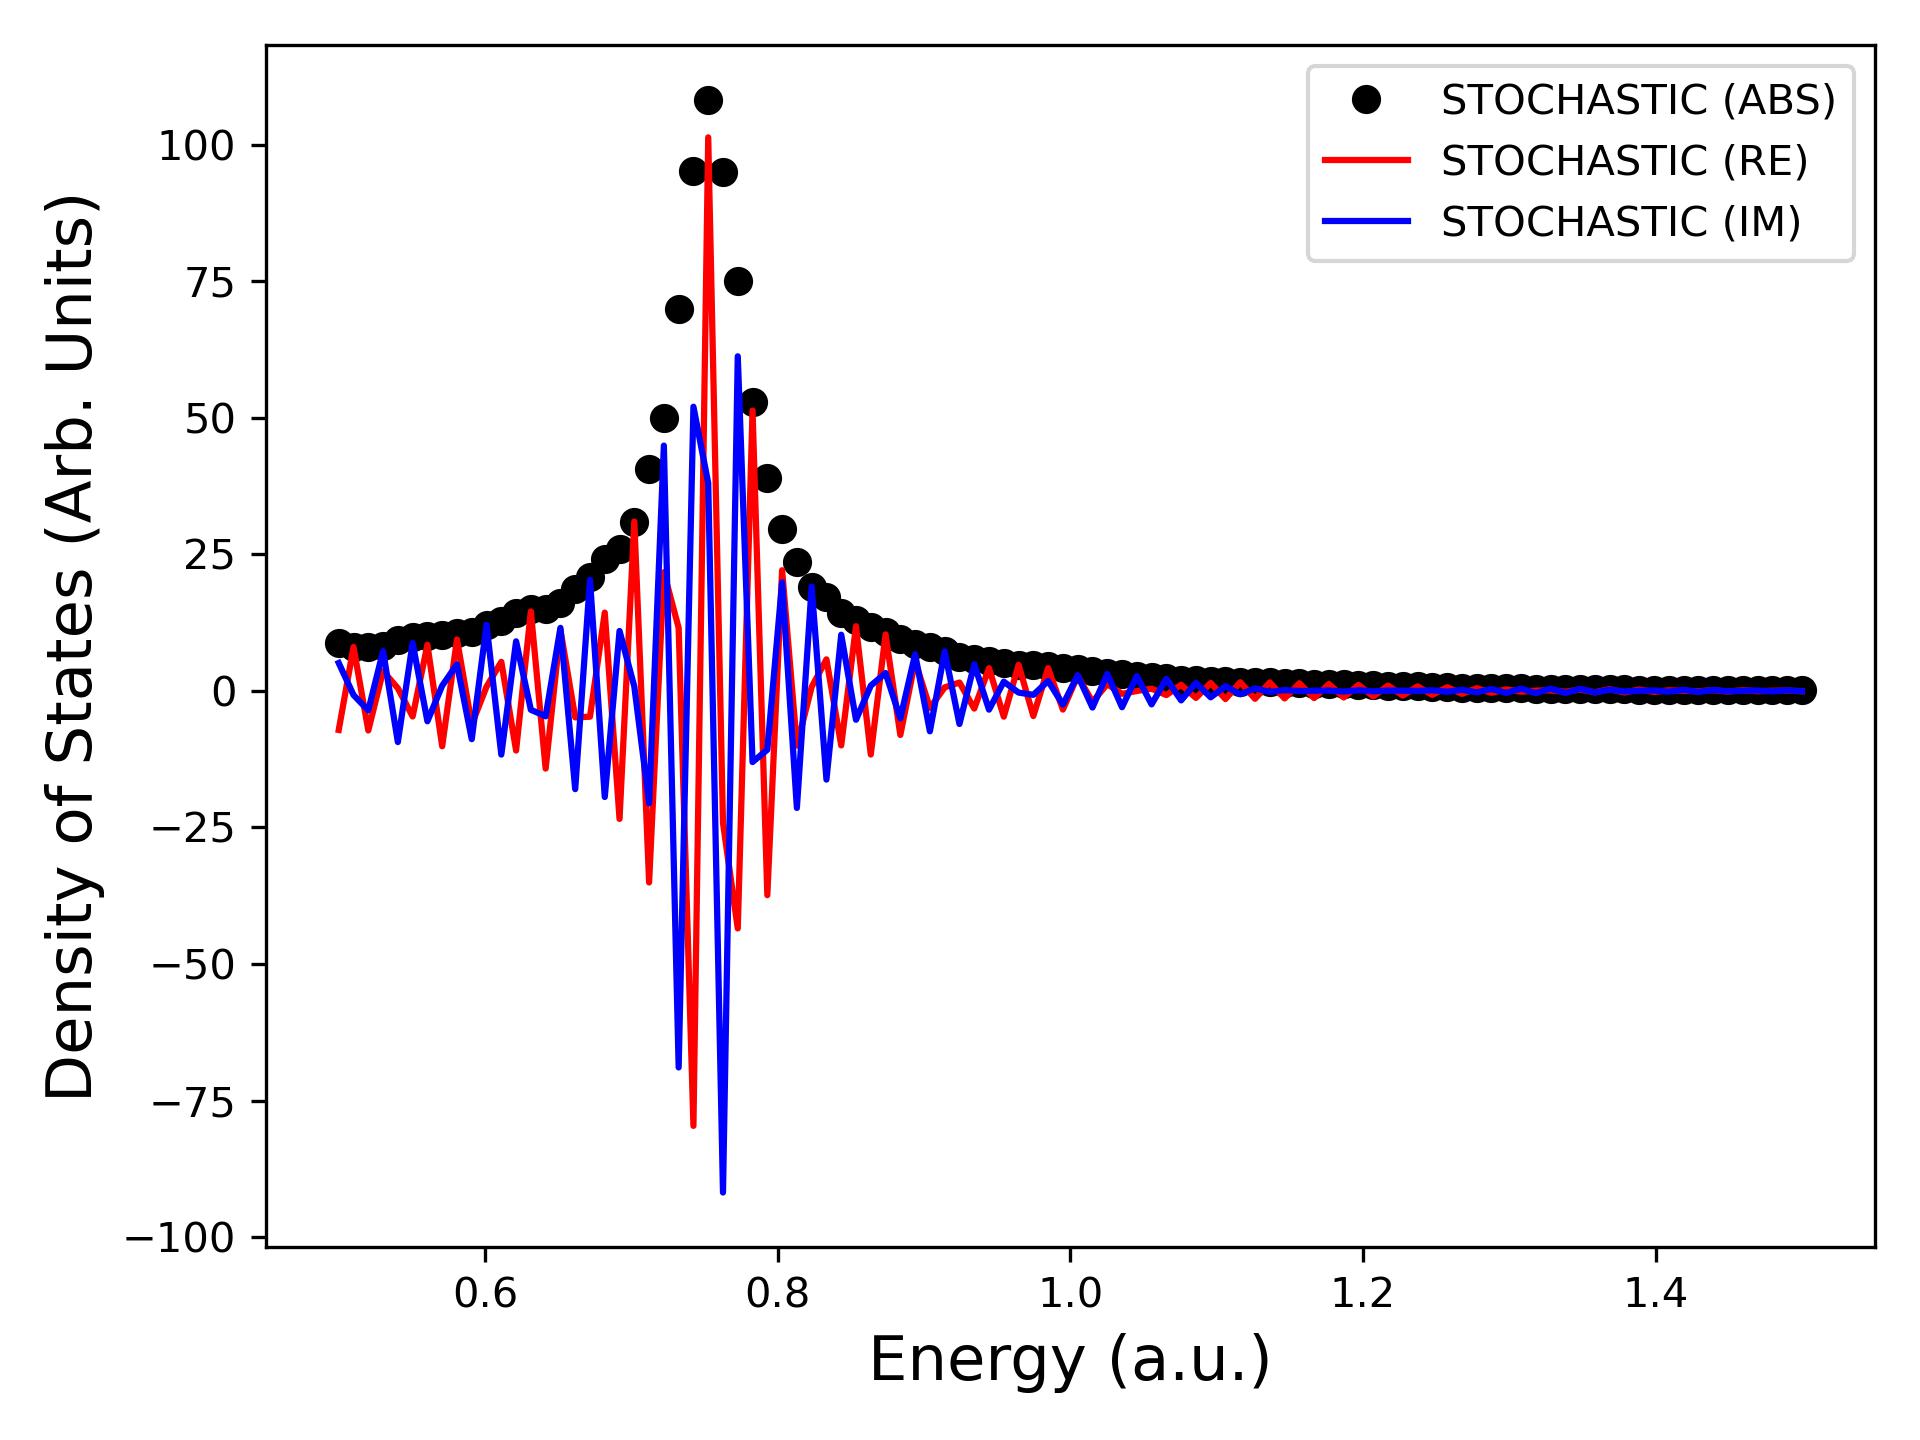 STOCHASTIC (ABS)
STOCHASTIC (RE)
STOCHASTIC (IM)
Density of States (Arb. Units)
100
75
50
25
0
−25
−50
−75
−100
0.6 0.8 1.0 1.2 1.4
Energy (a.u.)